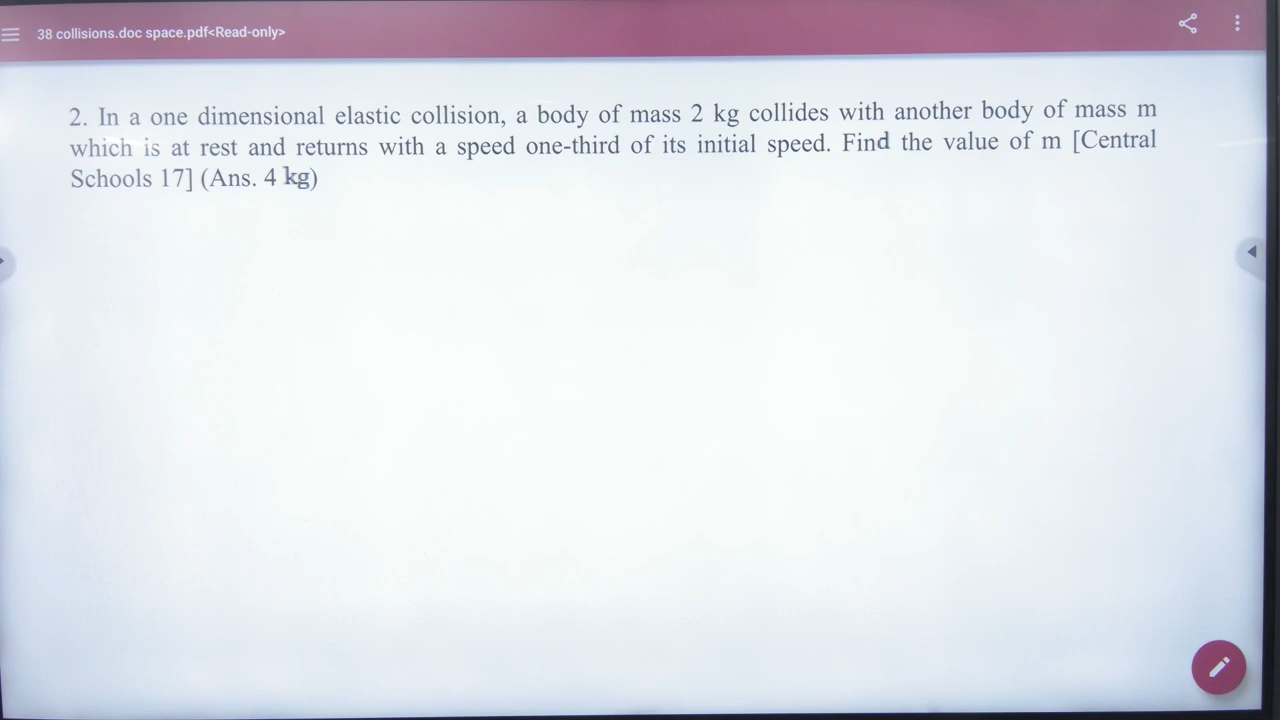 38 collisions.doc space.pdf<Read-only>
2. In a one dimensional elastic collision, a body of mass 2 kg collides with another body of mass m
which is at rest and returns with a speed one-third of its initial speed. Find the value of m [Central
Schools 17] (Ans. 4 kg)